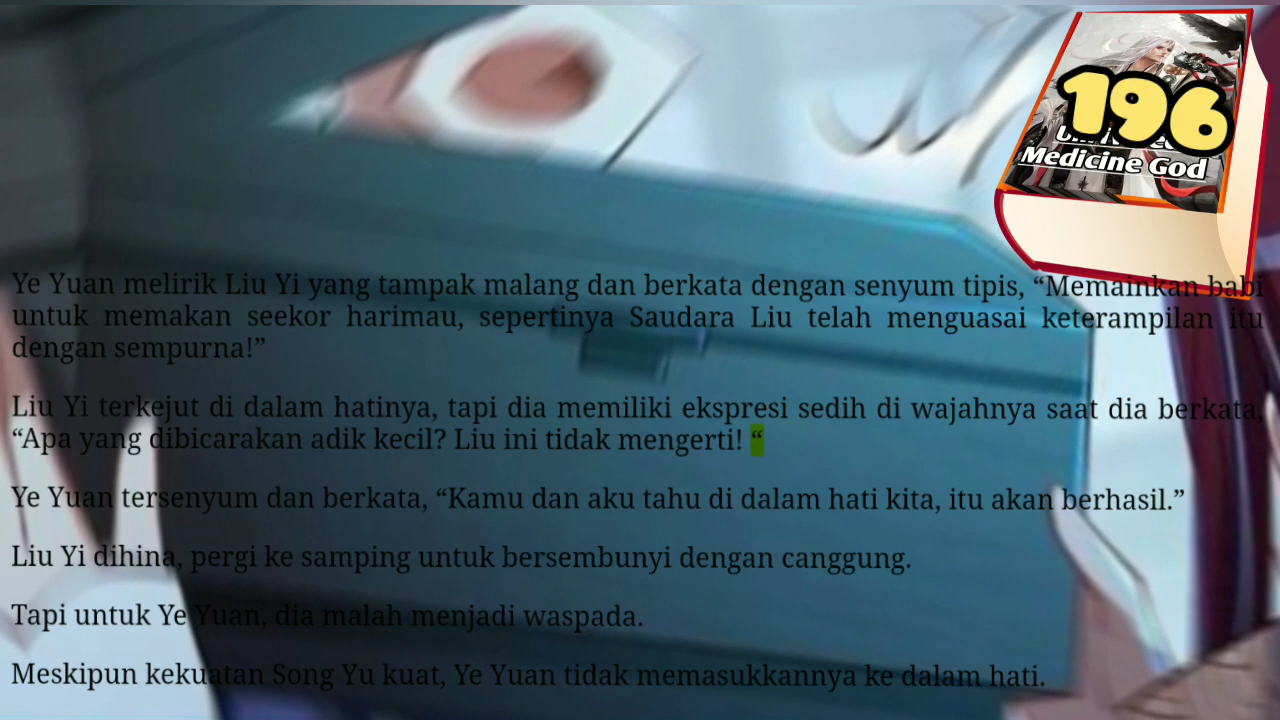 196
Medicine God
Ye Yuan melirik Liu Yi yang tampak malang dan berkata dengan senyum tipis, “Memainkan babi
untuk memakan seekor harimau, sepertinya Saudara Liu telah menguasai keterampilan itu
dengan sempurna!”
Liu Yi terkejut di dalam hatinya, tapi dia memiliki ekspresi sedih di wajahnya saat dia berkata,
“Apa yang dibicarakan adik kecil? Liu ini tidak mengerti! “
Ye Yuan tersenyum dan berkata, “Kamu dan aku tahu di dalam hati kita, itu akan berhasil.”
Liu Yi dihina, pergi ke samping untuk bersembunyi dengan canggung.
Tapi untuk Ye Yuan, dia malah menjadi waspada.
Meskipun kekuatan Song Yu kuat, Ye Yuan tidak memasukkannya ke dalam hati.